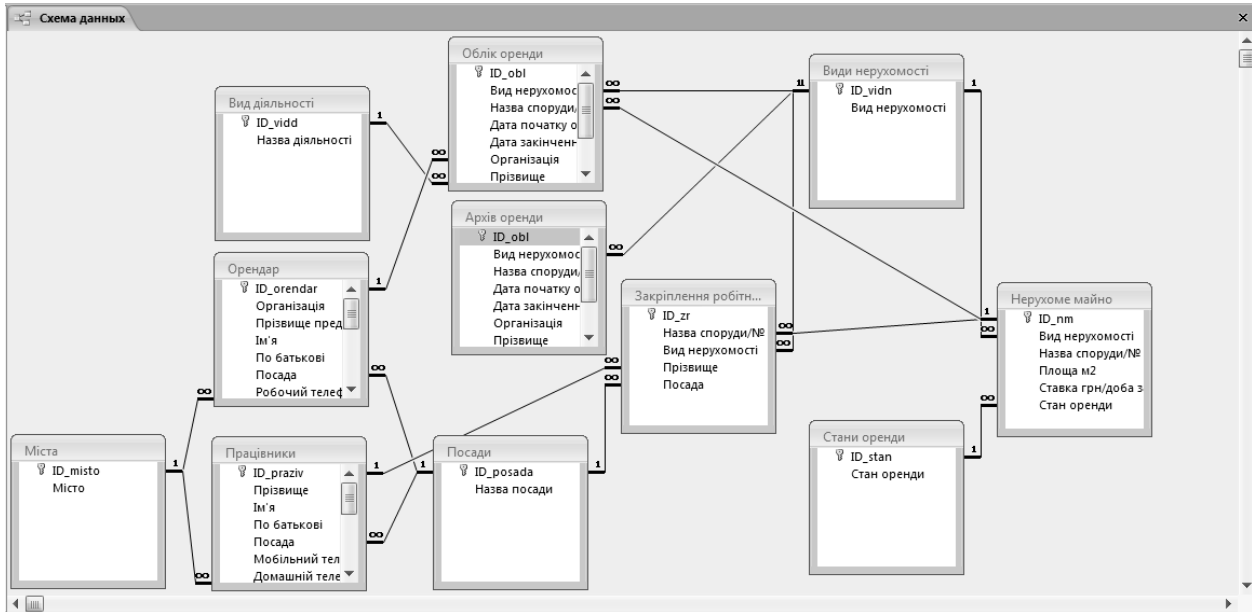 Схема данных
Облік оренди
ID_obl
Вид нерухомос
Назва споруди/
Дата початку о
Дата закінченн
Організація
Прізвище
Види нерухомості
ID_vidn
Вид нерухомості
Вид діяльності
ID_vidd
Назва діяльності
Архів оренди
ID_obl
Вид нерухомос
Назва споруди/
Дата початку о
Дата закінченн
Організація
Прізвище
Орендар
ID_orendar
Організація
Прізвище пред
Ім'я
По батькові
Посада
Робочий телеф
Закріплення робітн...
ID_zr
Назва споруди/№
Вид нерухомості
Прізвище
Посада
Нерухоме майно
ID_nm
Вид нерухомості
Назва споруди/№
Площа м2
Ставка грн/доба з
Стан оренди
Міста
ID_misto
Місто
Працівники
ID_praziv
Прізвище
Ім'я
По батькові
Посада
Мобільний тел
Домашній теле
Посади
ID_posada
Назва посади
Стани оренди
ID_stan
Стан оренди